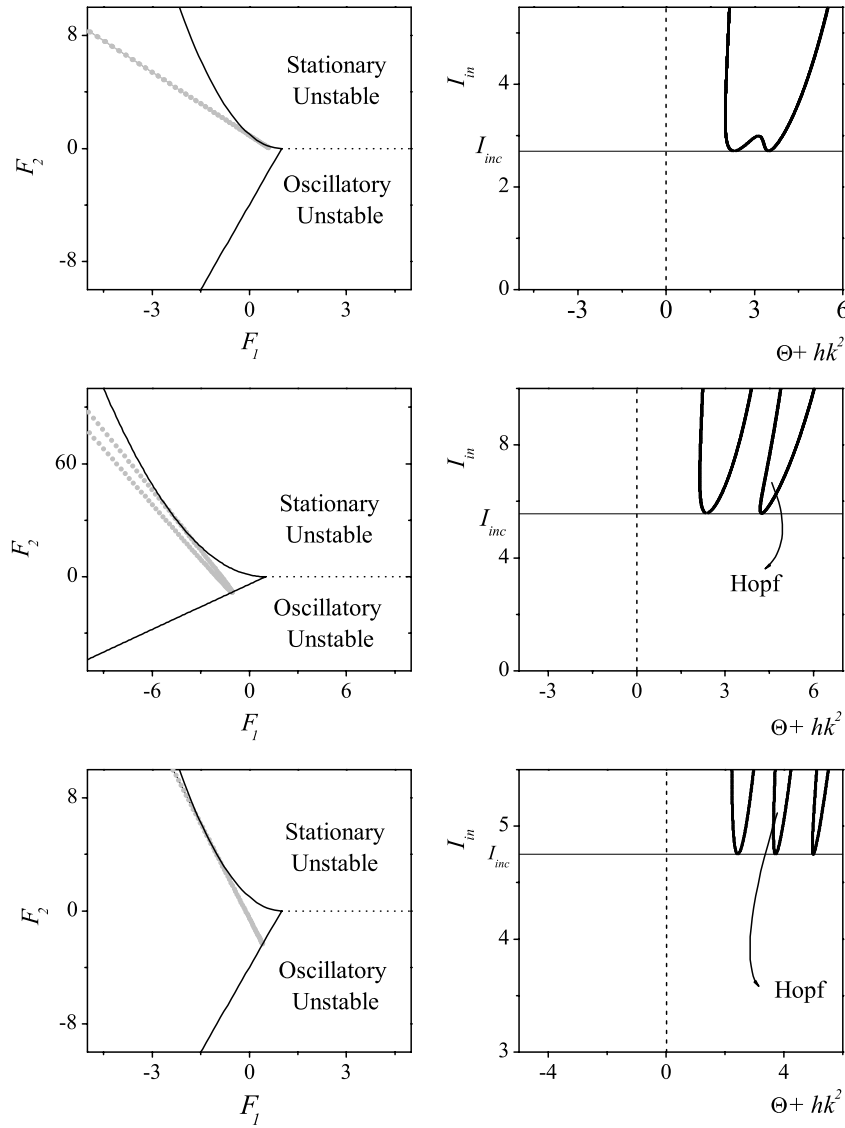 8
0
-8
-3
0
3
F2
F1
Stationary
Unstable
Oscillatory
Unstable
4
2
0
-3
0
3
6
Iin
Iinc
Θ+ hk²
60
0
-6
0
6
F2
F1
Stationary
Unstable
Oscillatory
Unstable
8
4
0
-3
0
3
6
Iin
Iinc
Hopf
Θ+ hk²
8
0
-8
-3
0
3
F2
F1
Stationary
Unstable
Oscillatory
Unstable
5
4
3
-4
0
4
Iin
Iinc
Hopf
Θ+ hk²